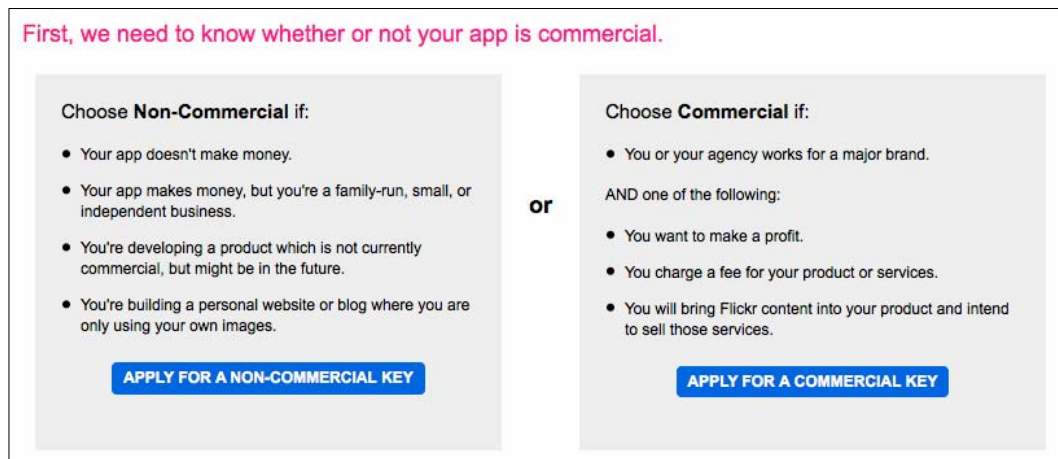 First, we need to know whether or not your app is commercial.
Choose Non-Commercial if:
• Your app doesn't make money.
• Your app makes money, but you're a family-run, small, or
independent business.
• You're developing a product which is not currently
commercial, but might be in the future.
• You're building a personal website or blog where you are
only using your own images.
APPLY FOR A NON-COMMERCIAL KEY
or
Choose Commercial if:
• You or your agency works for a major brand.
AND one of the following:
• You want to make a profit.
• You charge a fee for your product or services.
• You will bring Flickr content into your product and intend
to sell those services.
APPLY FOR A COMMERCIAL KEY